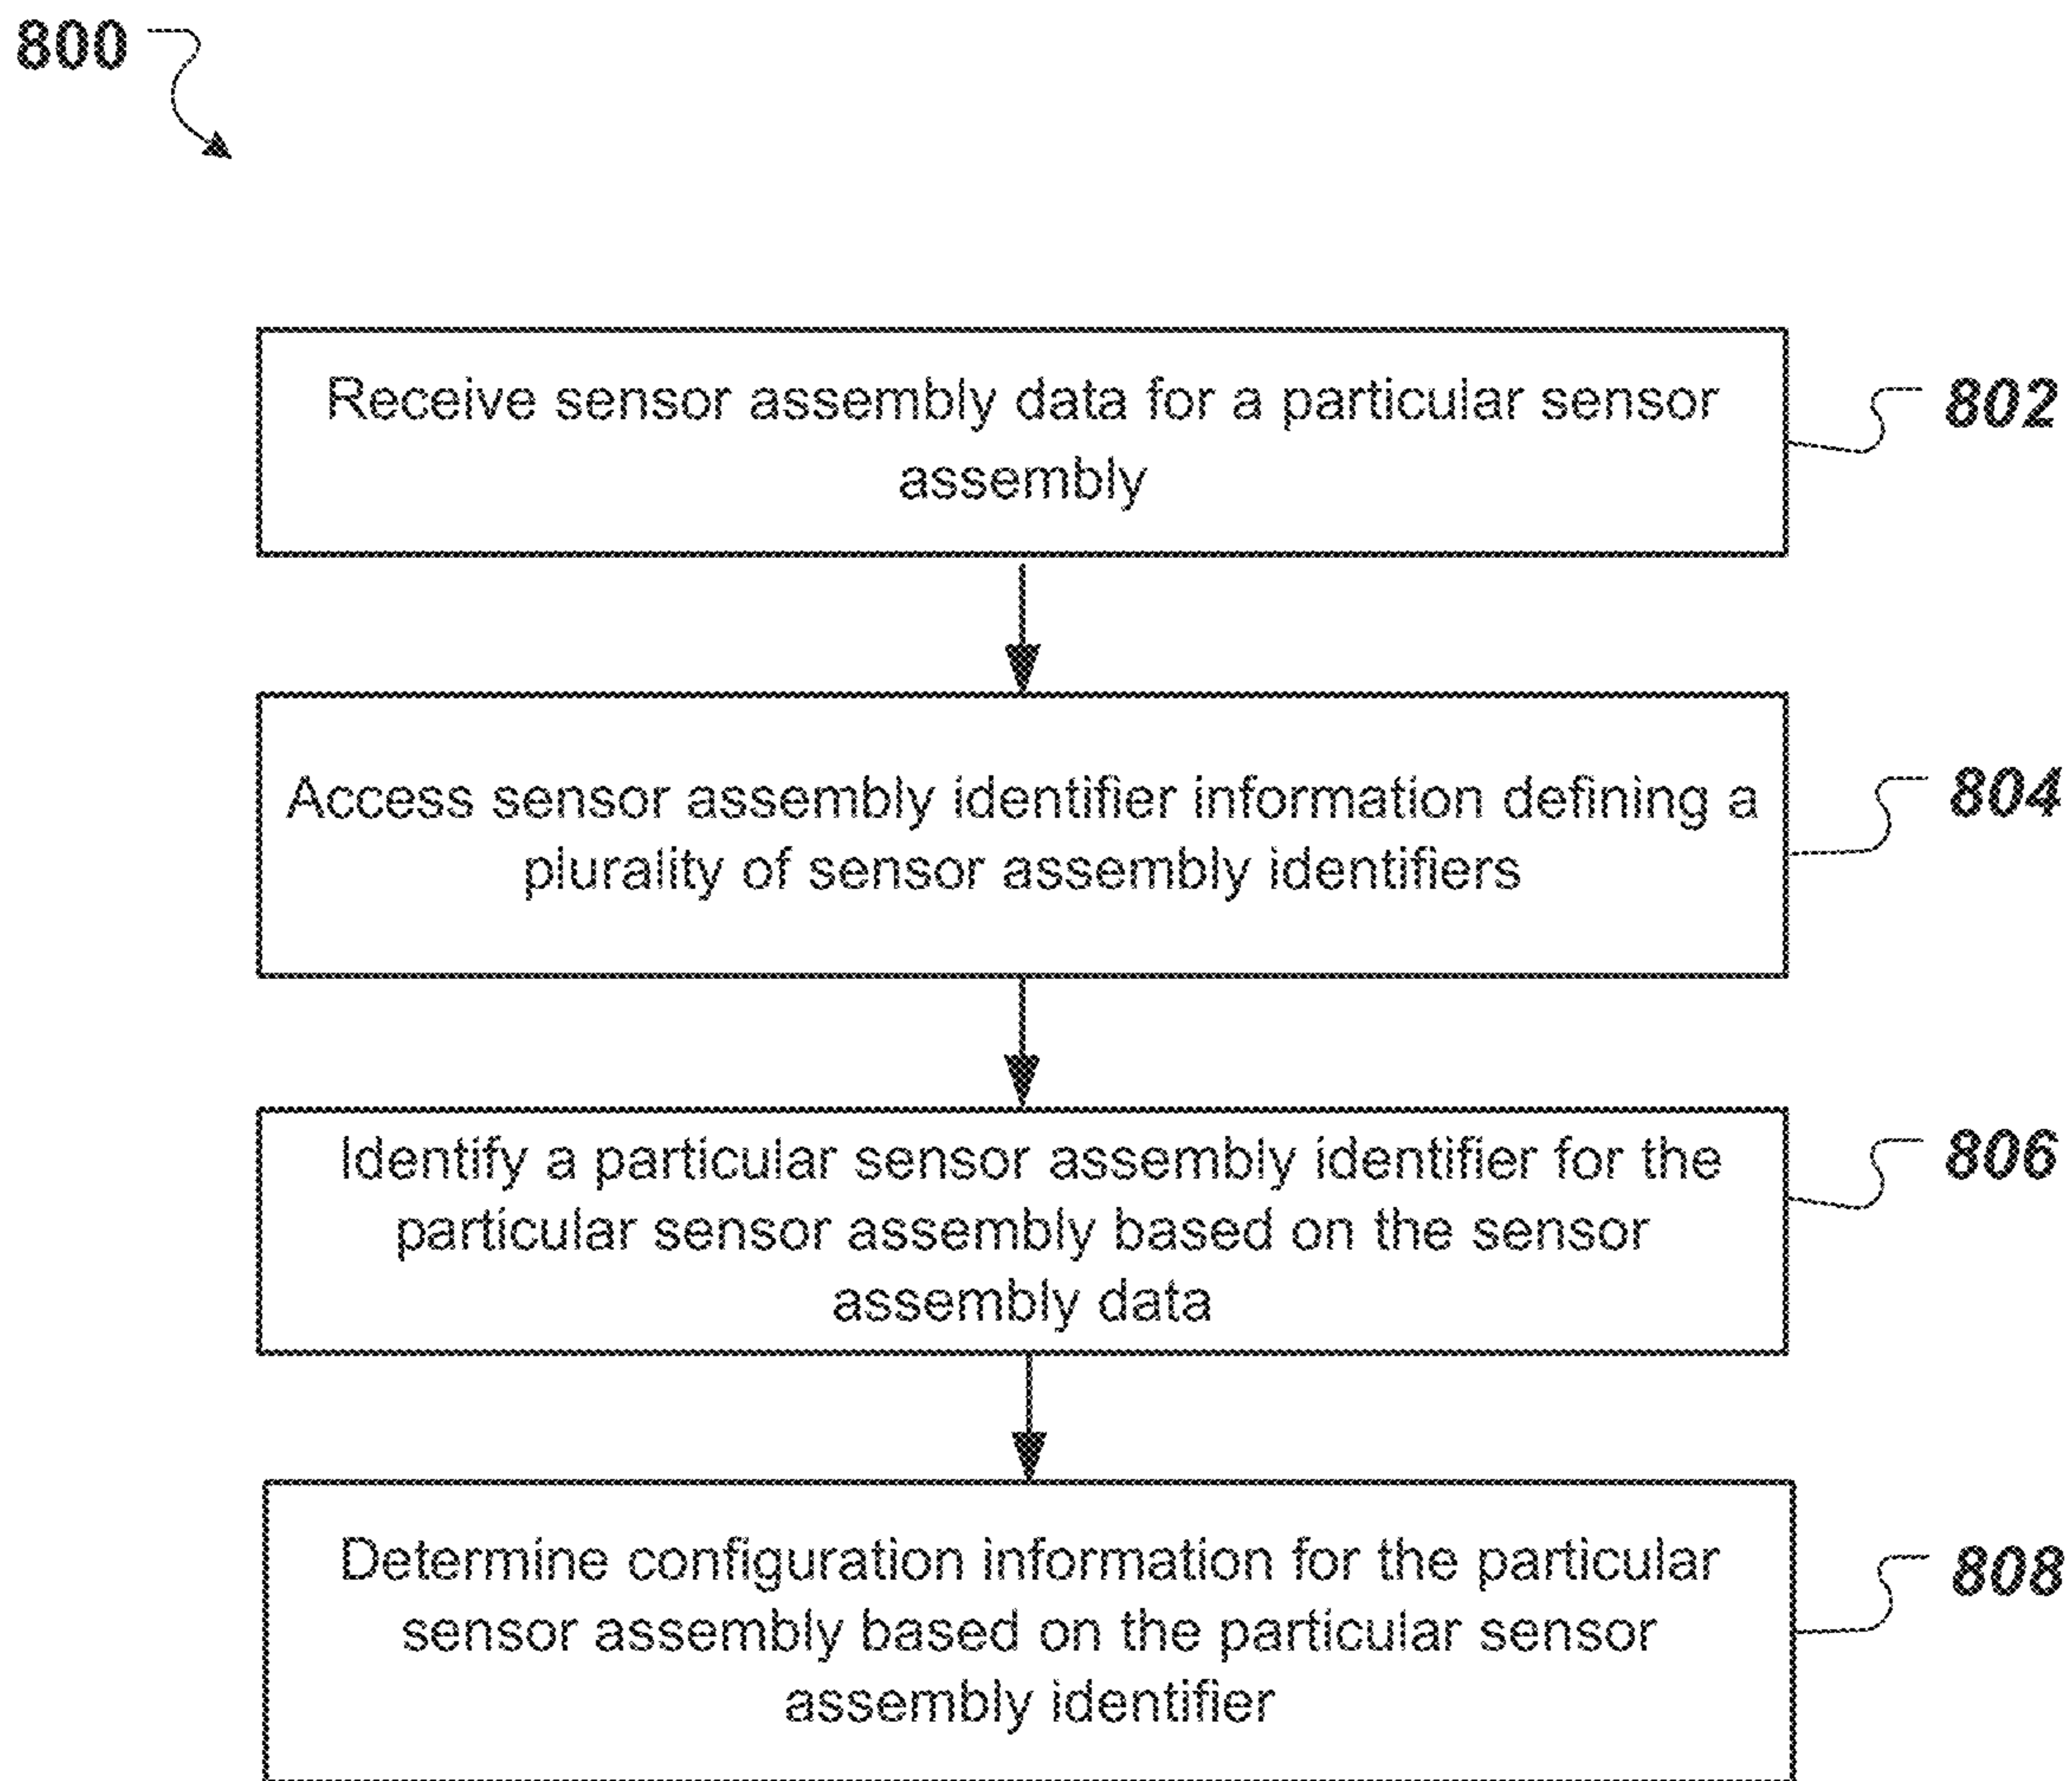 800
Receive sensor assembly data for a particular sensor
assembly
802
Access sensor assembly identifier information defining a
plurality of sensor assembly identifiers
804
Identify a particular sensor assembly identifier for the
particular sensor assembly based on the sensor
assembly data
806
Determine configuration information for the particular
sensor assembly based on the particular sensor
assembly identifier
808